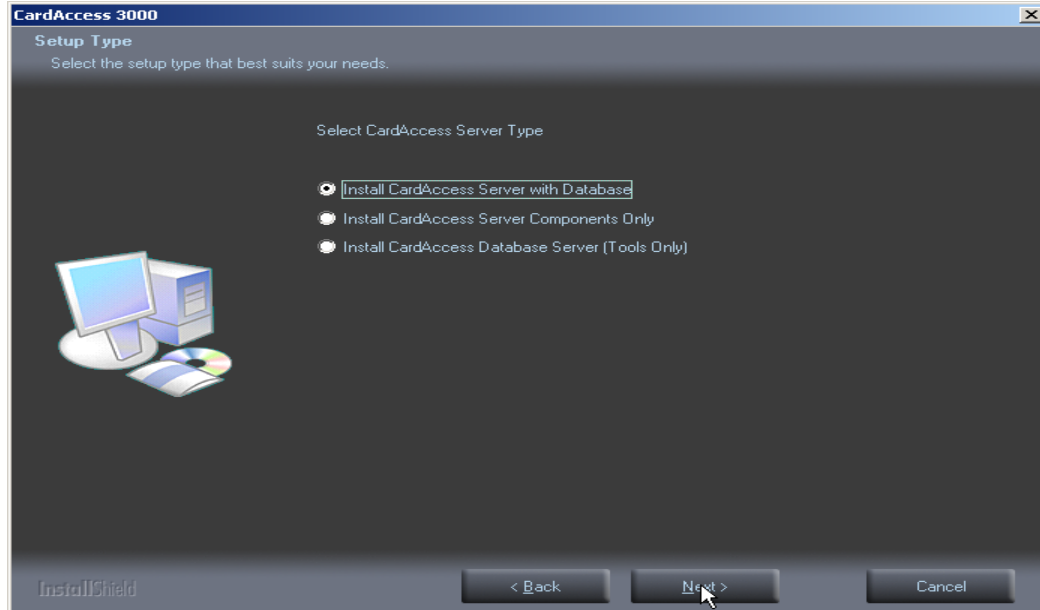 CardAccess 3000
Setup Type
Select the setup type that best suits your needs.
Select CardAccess Server Type
Install CardAccess Server with Database
Install CardAccess Server Components Only
Install CardAccess Database Server (Tools Only)
InstallShield
< Back Next > Cancel